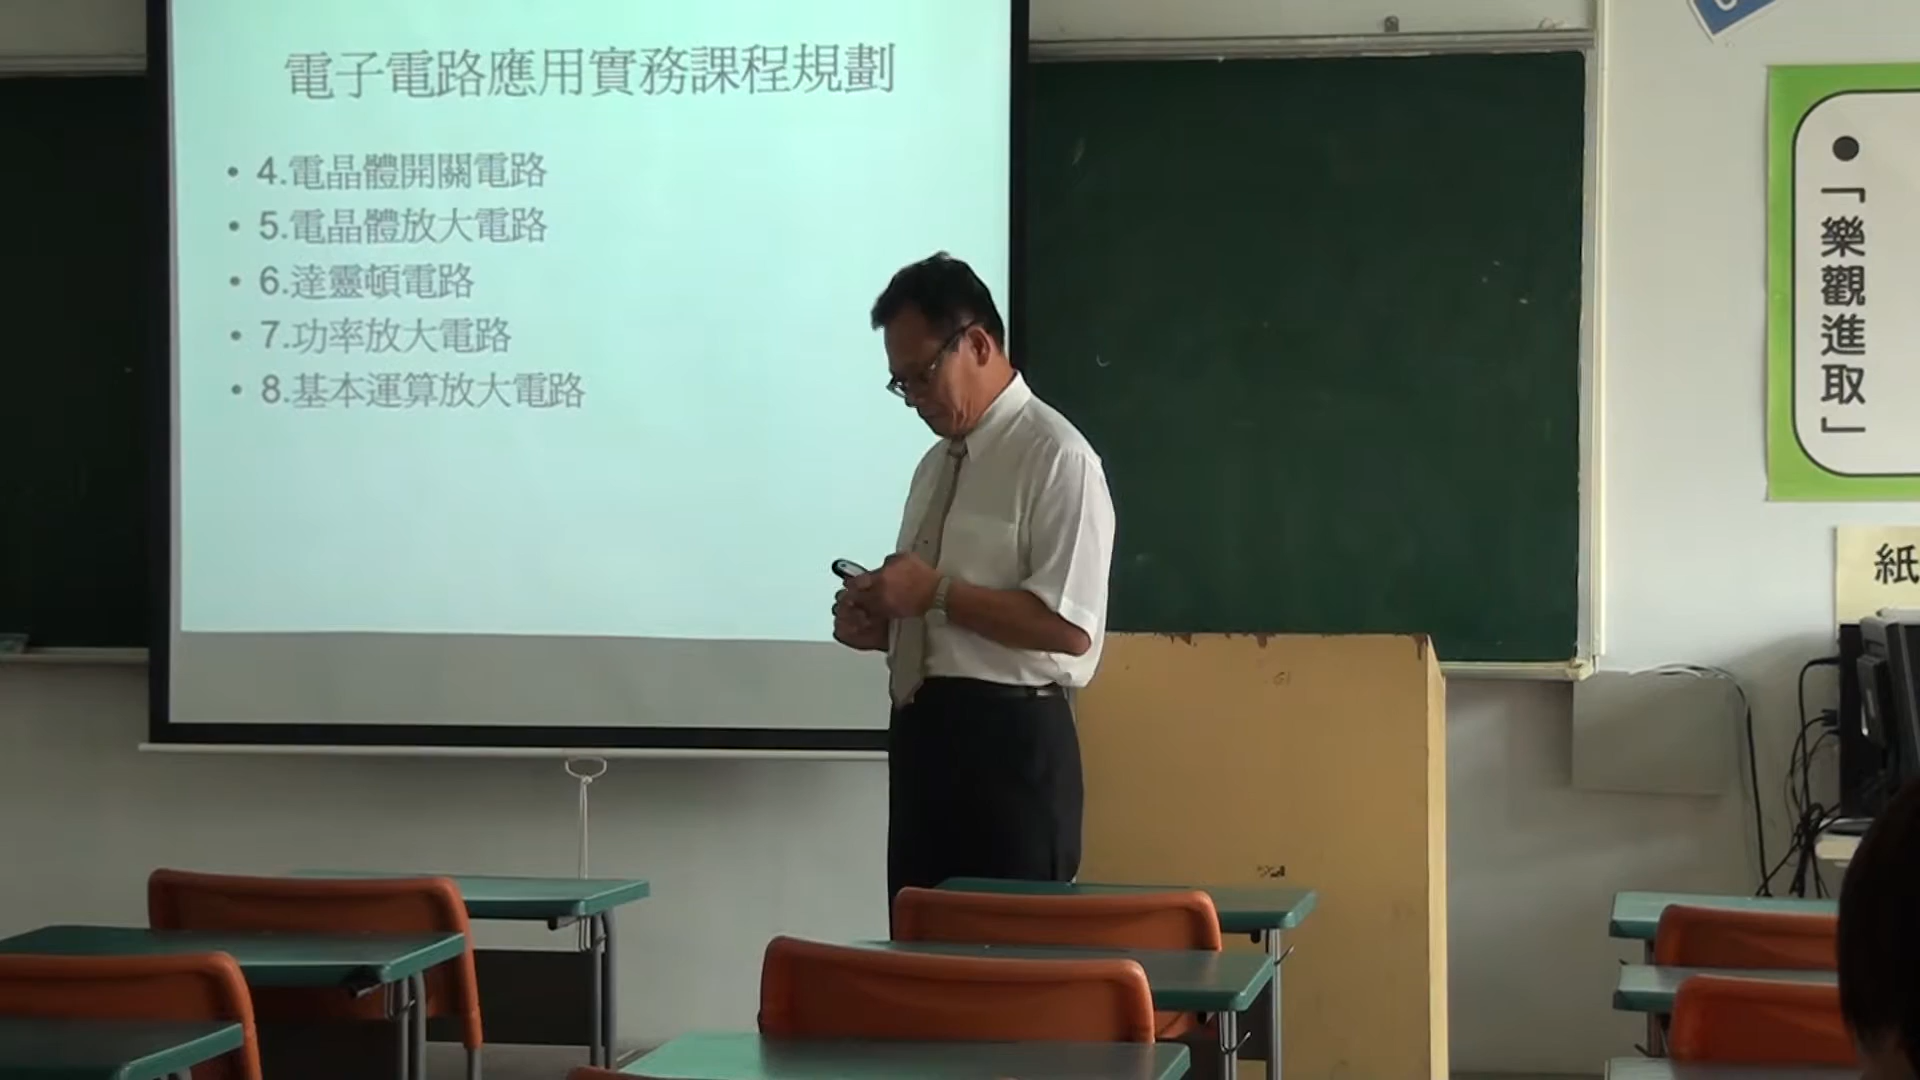 電子電路應用實務課程規劃
• 4.電晶體開關電路
• 5.電晶體放大電路
• 6.達靈頓電路
• 7.功率放大電路
• 8.基本運算放大電路
●「樂觀進取」
紙